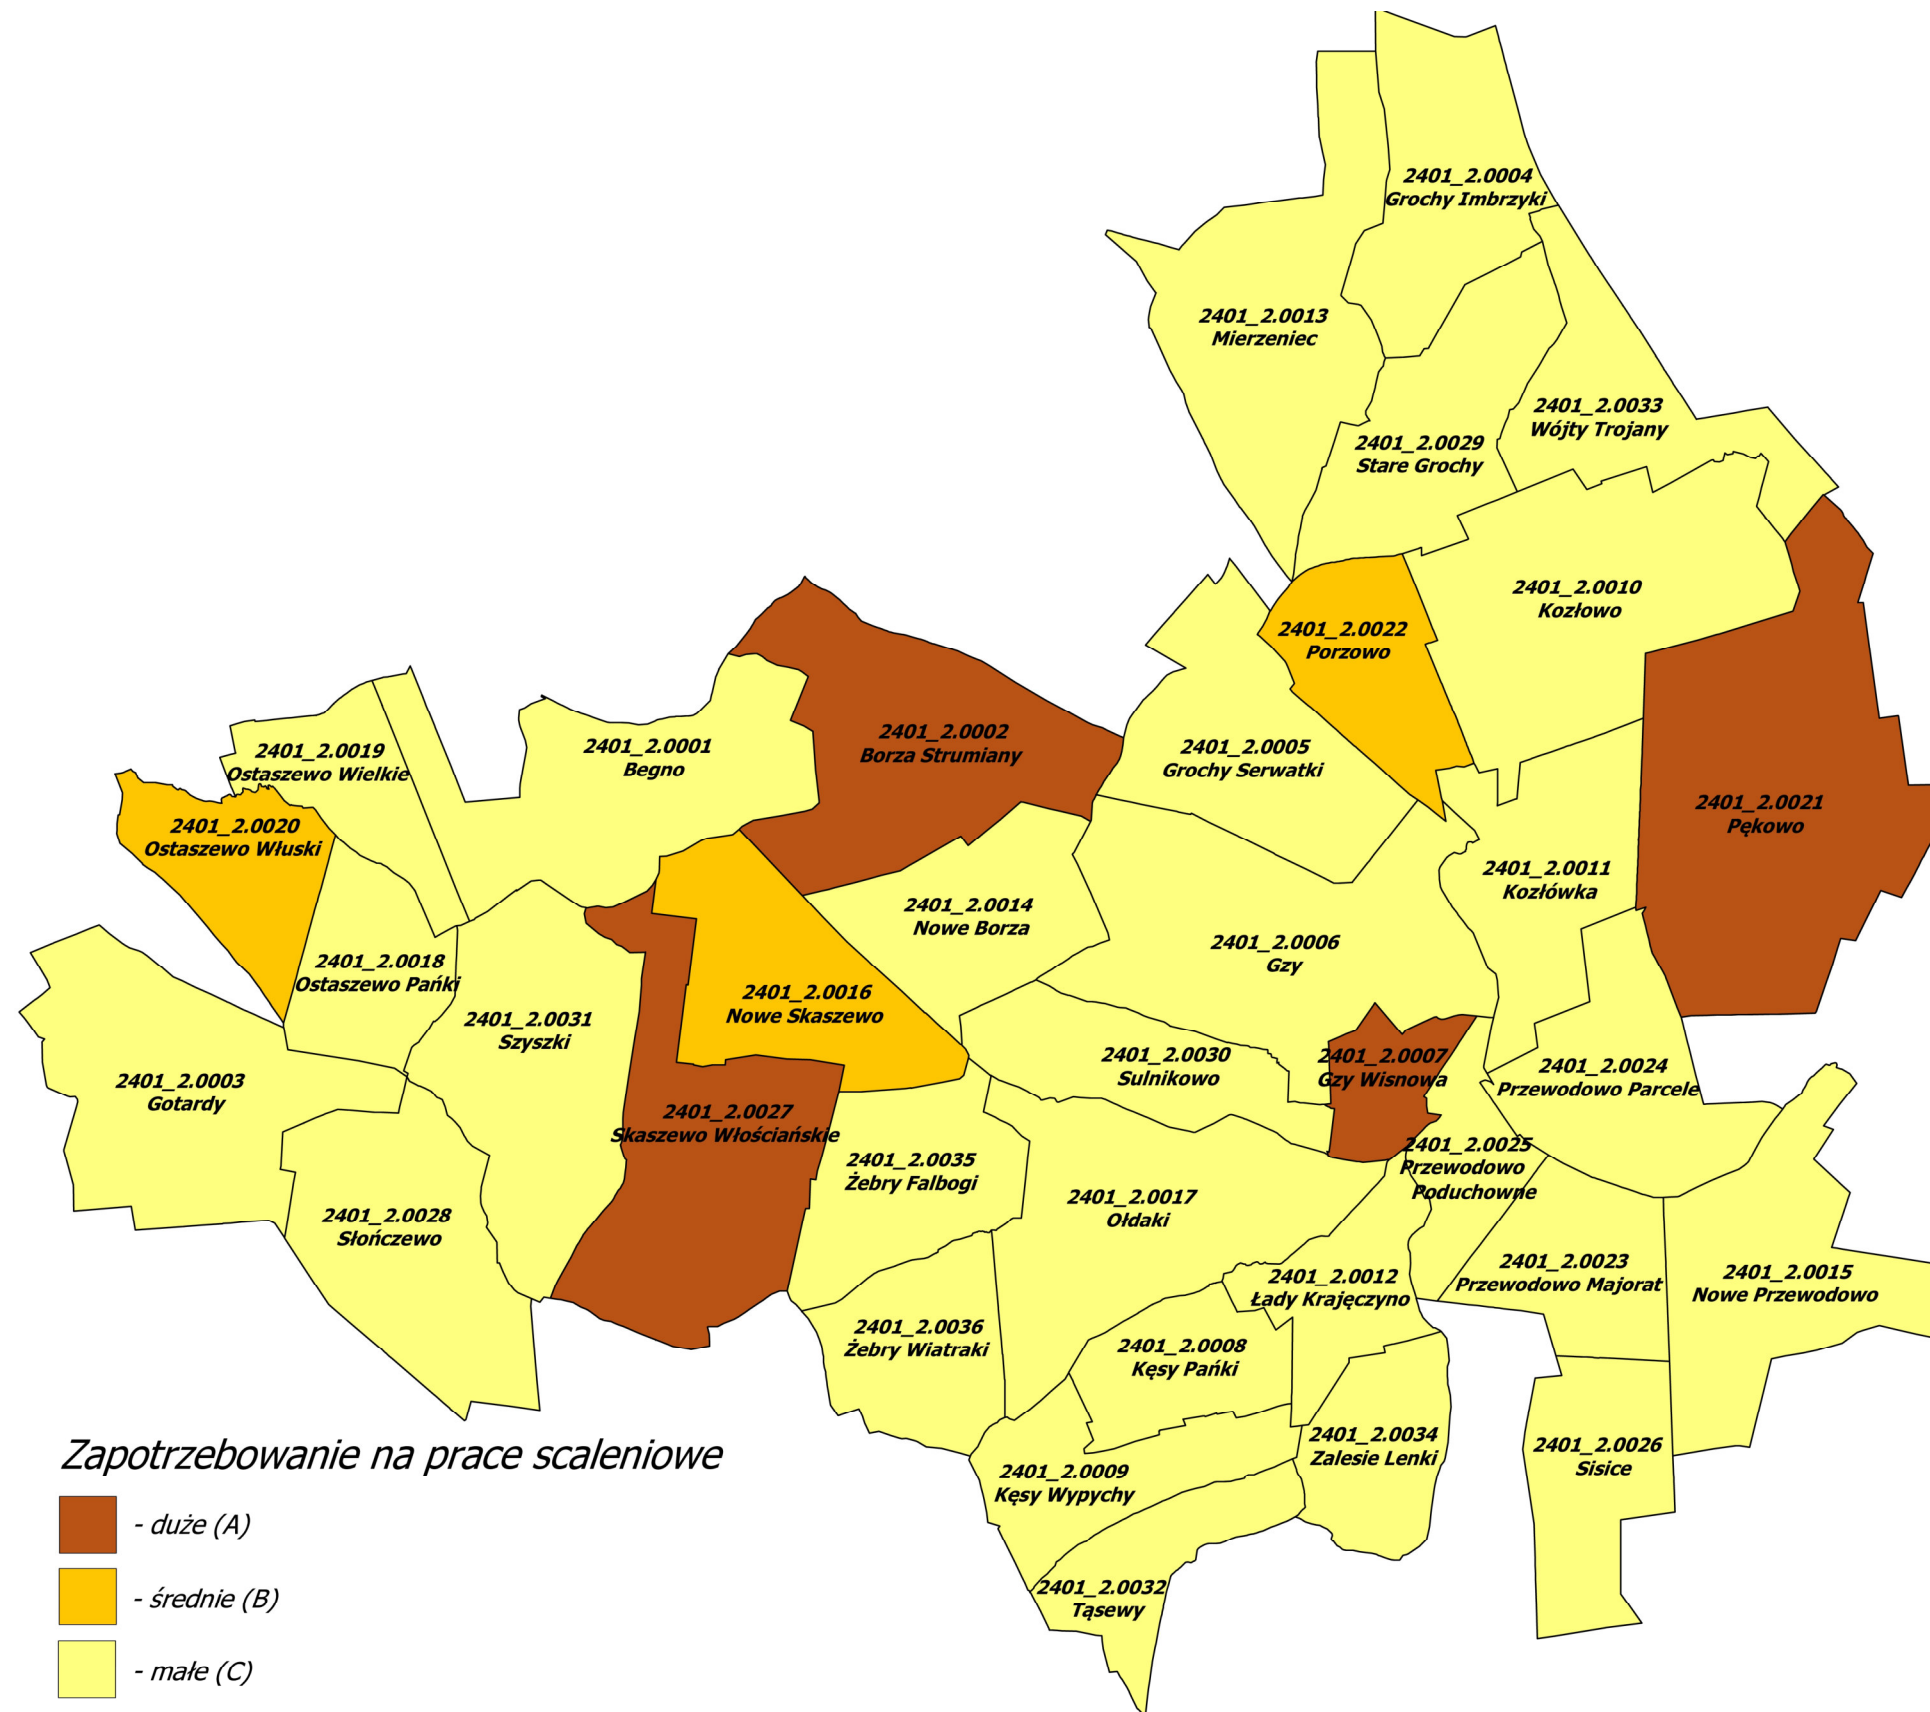 2401_2.0004
Grochy Imbrzyki
2401_2.0013
Mierzeniec
2401_2.0033
Wójty Trojany
2401_2.0029
Stare Grochy
2401_2.0010
Kozłowo
2401_2.0022
Porzowo
2401_2.0002
Borza Strumiany
2401_2.0001
Begno
2401_2.0005
Grochy Serwatki
2401_2.0019
Ostaszewo Wielkie
2401_2.0021
Pękowo
2401_2.0020
Ostaszewo Włuski
2401_2.0011
Kozłówka
2401_2.0014
Nowe Borza
2401_2.0006
Gzy
2401_2.0018
Ostaszewo Pańki
2401_2.0016
Nowe Skaszewo
2401_2.0031
Szyszki
2401_2.0030
Sulnikowo
2401_2.0007
Gzy Wisnowa
2401_2.0024
Przewodowo Parcele
2401_2.0003
Gotardy
2401_2.0027
Skaszewo Włościańskie
2401_2.0025
Przewodowo
Poduchowne
2401_2.0035
Żebry Falbogi
2401_2.0017
Ołdaki
2401_2.0028
Słończewo
2401_2.0023
Przewodowo Majorat
2401_2.0015
Nowe Przewodowo
2401_2.0012
Łady Krajęczyno
2401_2.0036
Żebry Wiatraki
2401_2.0008
Kęsy Pańki
2401_2.0034
Zalesie Lenki
2401_2.0026
Sisice
2401_2.0009
Kęsy Wypychy
2401_2.0032
Tąsewy
Zapotrzebowanie na prace scaleniowe
- duże (A)
- średnie (B)
- małe (C)